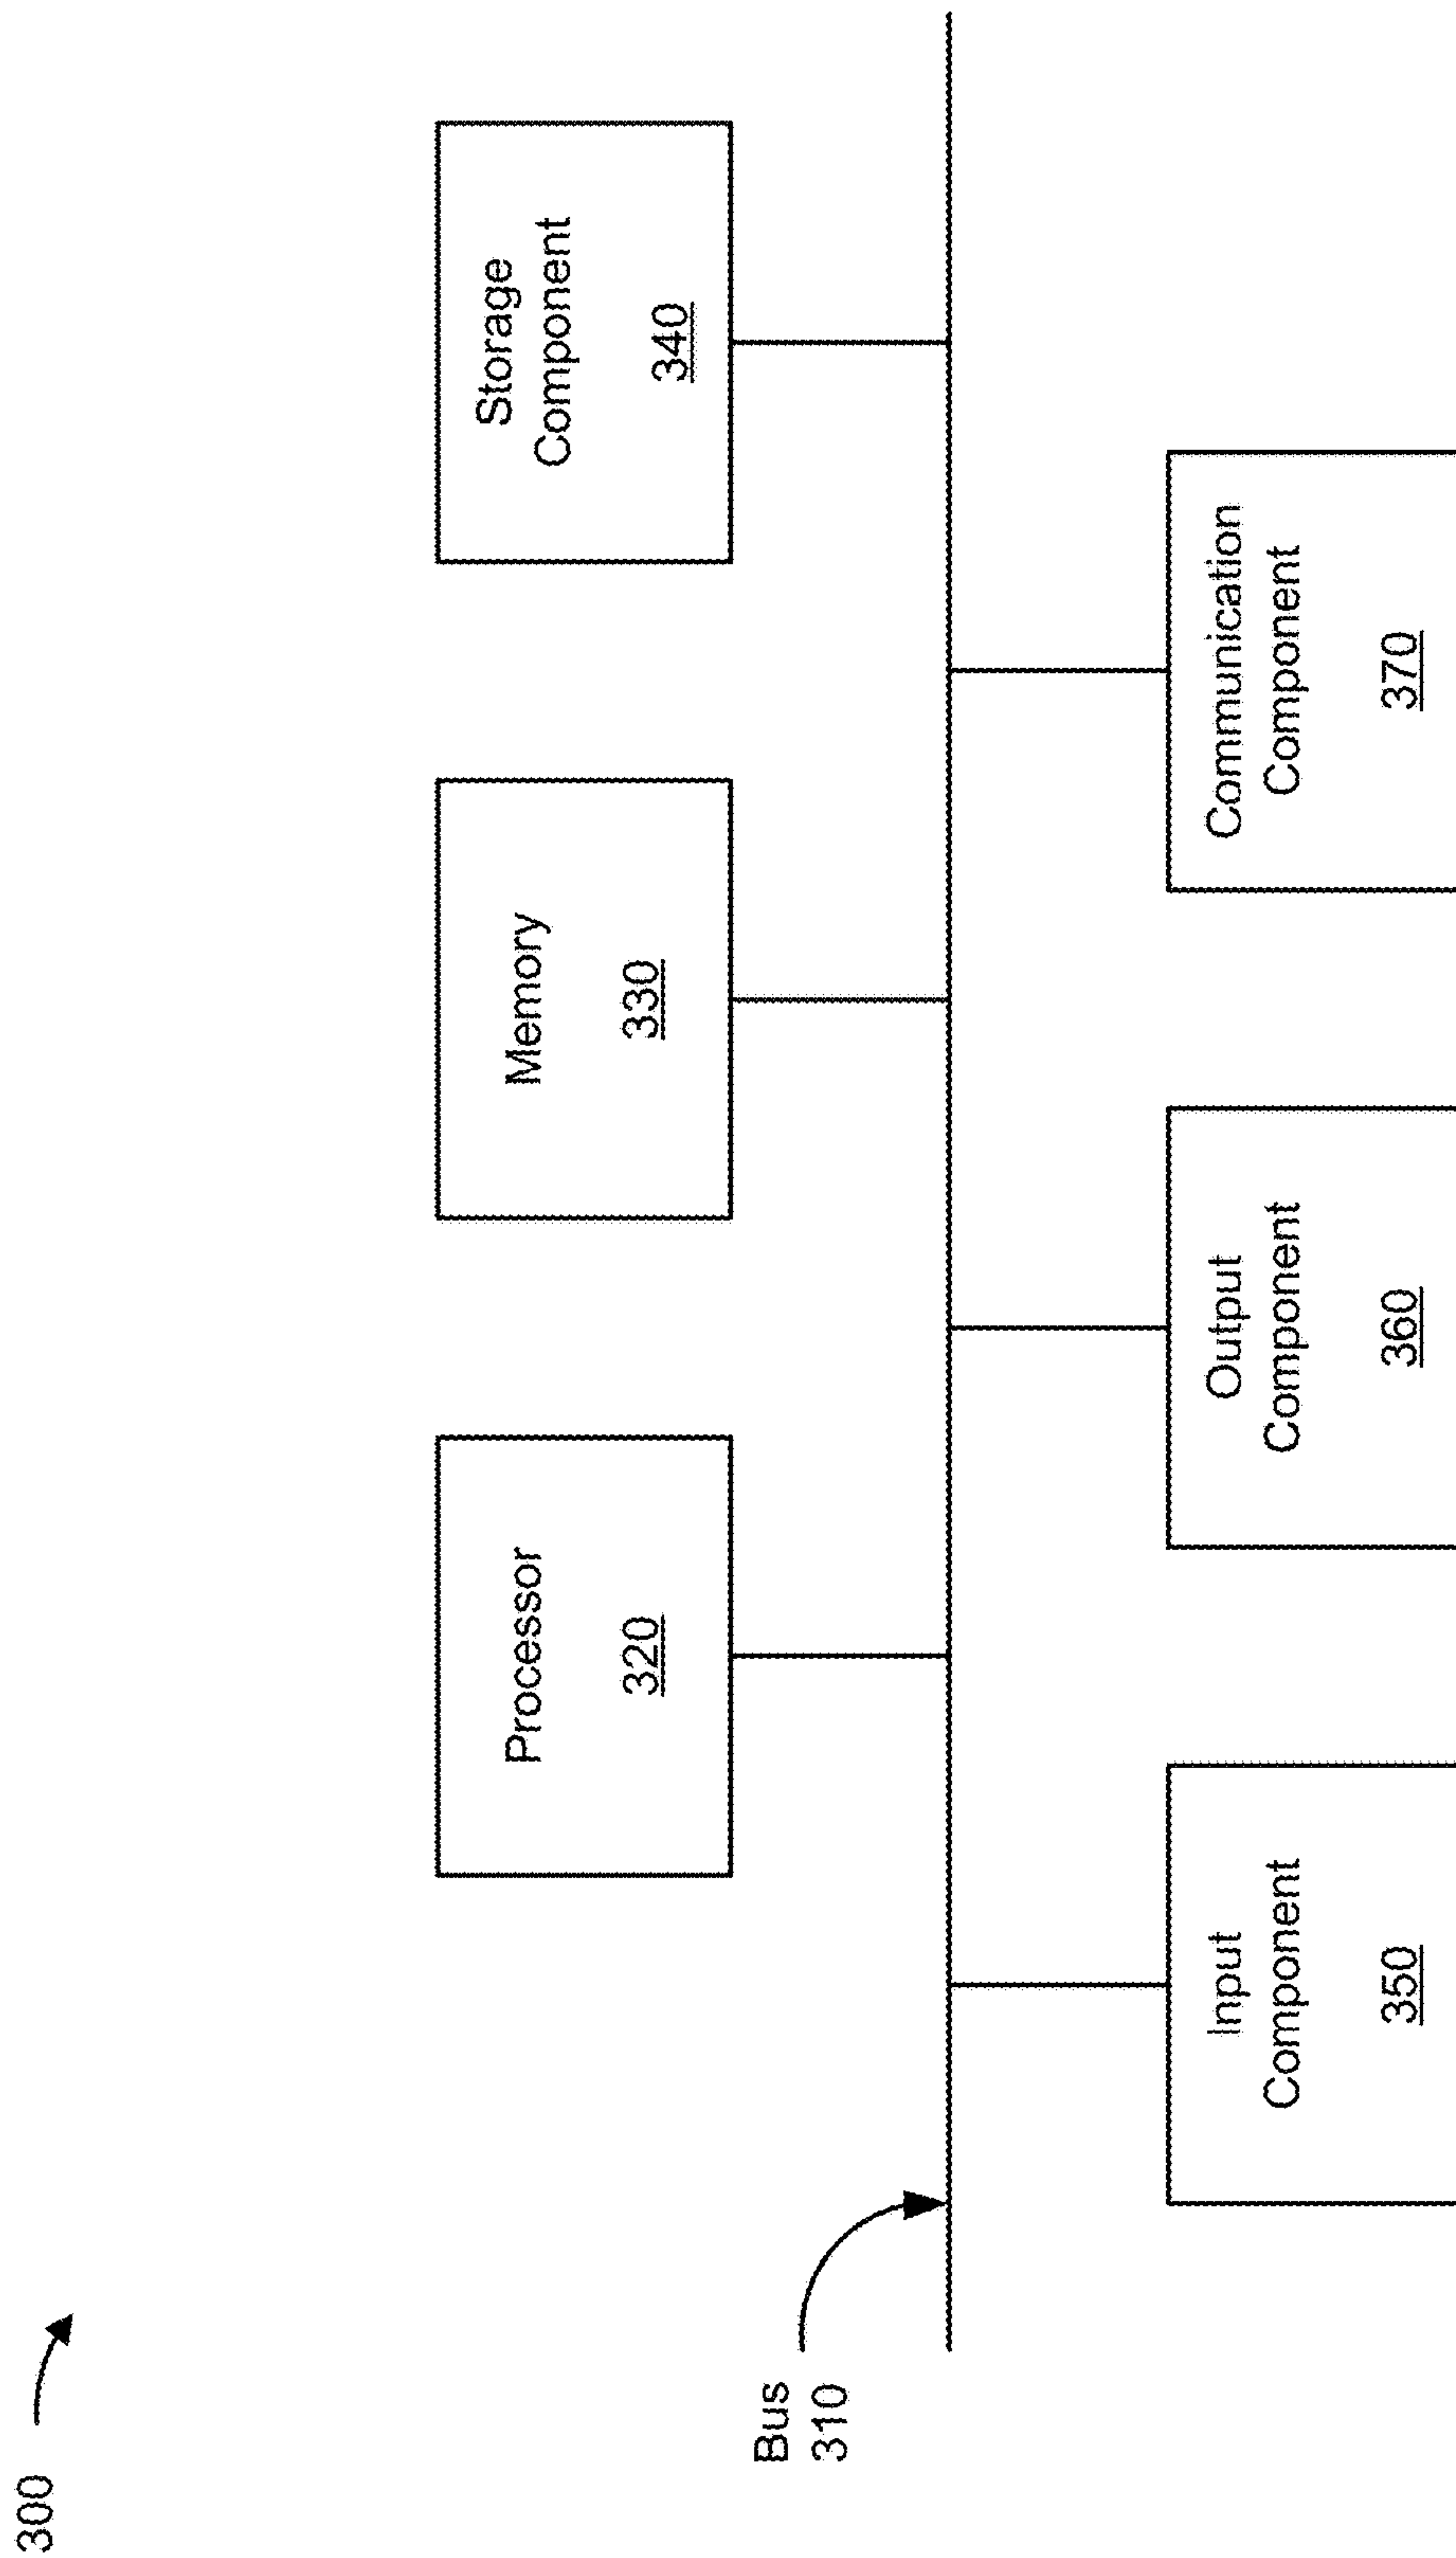 300
Processor
320
Memory
330
Storage
Component
340
Bus
310
Input
Component
350
Output
Component
360
Communication
Component
370